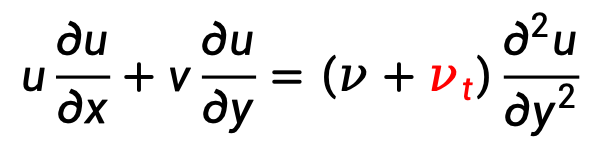 u ∂u/∂x + v ∂u/∂y = (ν + ν_t) ∂²u/∂y²